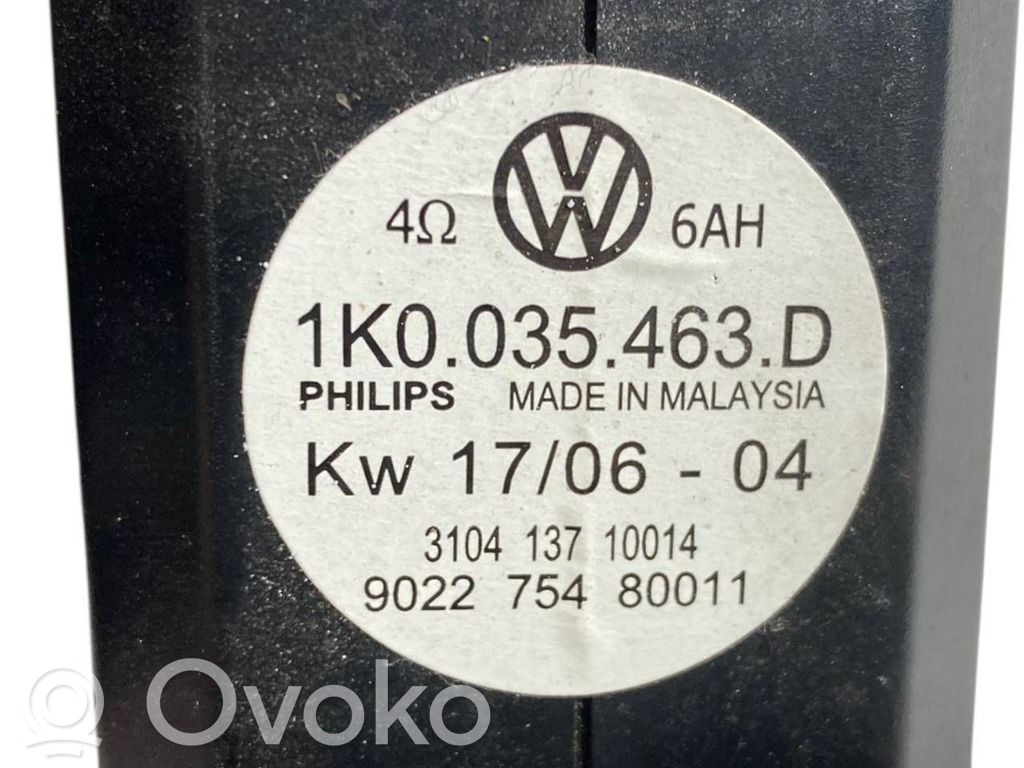 4Ω VW 6AH
1K0.035.463.D
PHILIPS MADE IN MALAYSIA
Kw 17/06 - 04
3104 137 10014
9022 754 80011
Ovoko